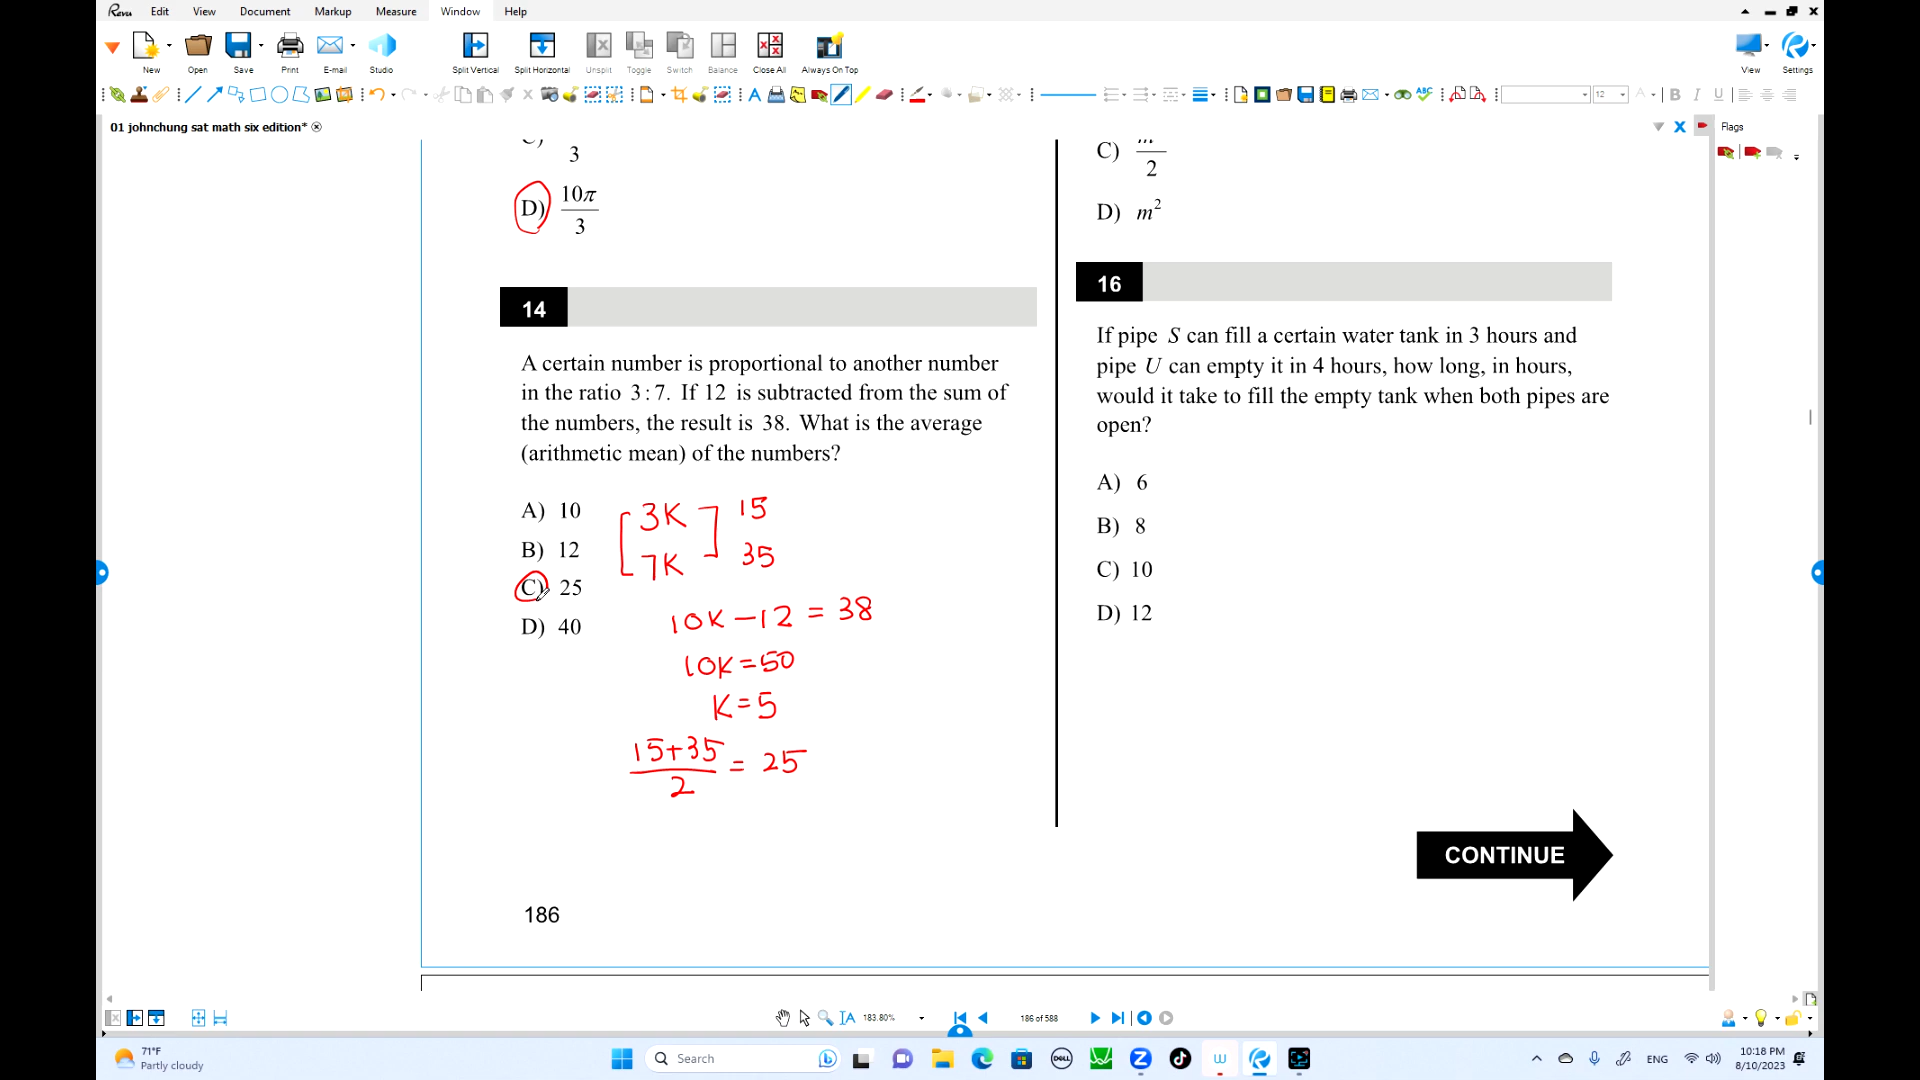 Revu Edit View Document Markup Measure Window Help
New Open Save Print E-mail Studio Split Vertical Split Horizontal Unsplit Toggle Switch Balance Close All Always On Top View Settings
12
01 johnchung sat math six edition*
Flags
3
D) 10π
3
14
A certain number is proportional to another number
in the ratio 3:7. If 12 is subtracted from the sum of
the numbers, the result is 38. What is the average
(arithmetic mean) of the numbers?
A) 10
B) 12
C) 25
D) 40
3K 15
7K 35
10K - 12 = 38
10K = 50
K = 5
15+35
2
= 25
C)
2
D) m²
16
If pipe S can fill a certain water tank in 3 hours and
pipe U can empty it in 4 hours, how long, in hours,
would it take to fill the empty tank when both pipes are
open?
A) 6
B) 8
C) 10
D) 12
CONTINUE
186
183.80% 186 of 588
71°F
Partly cloudy
Search
DELL
ENG
10:18 PM
8/10/2023